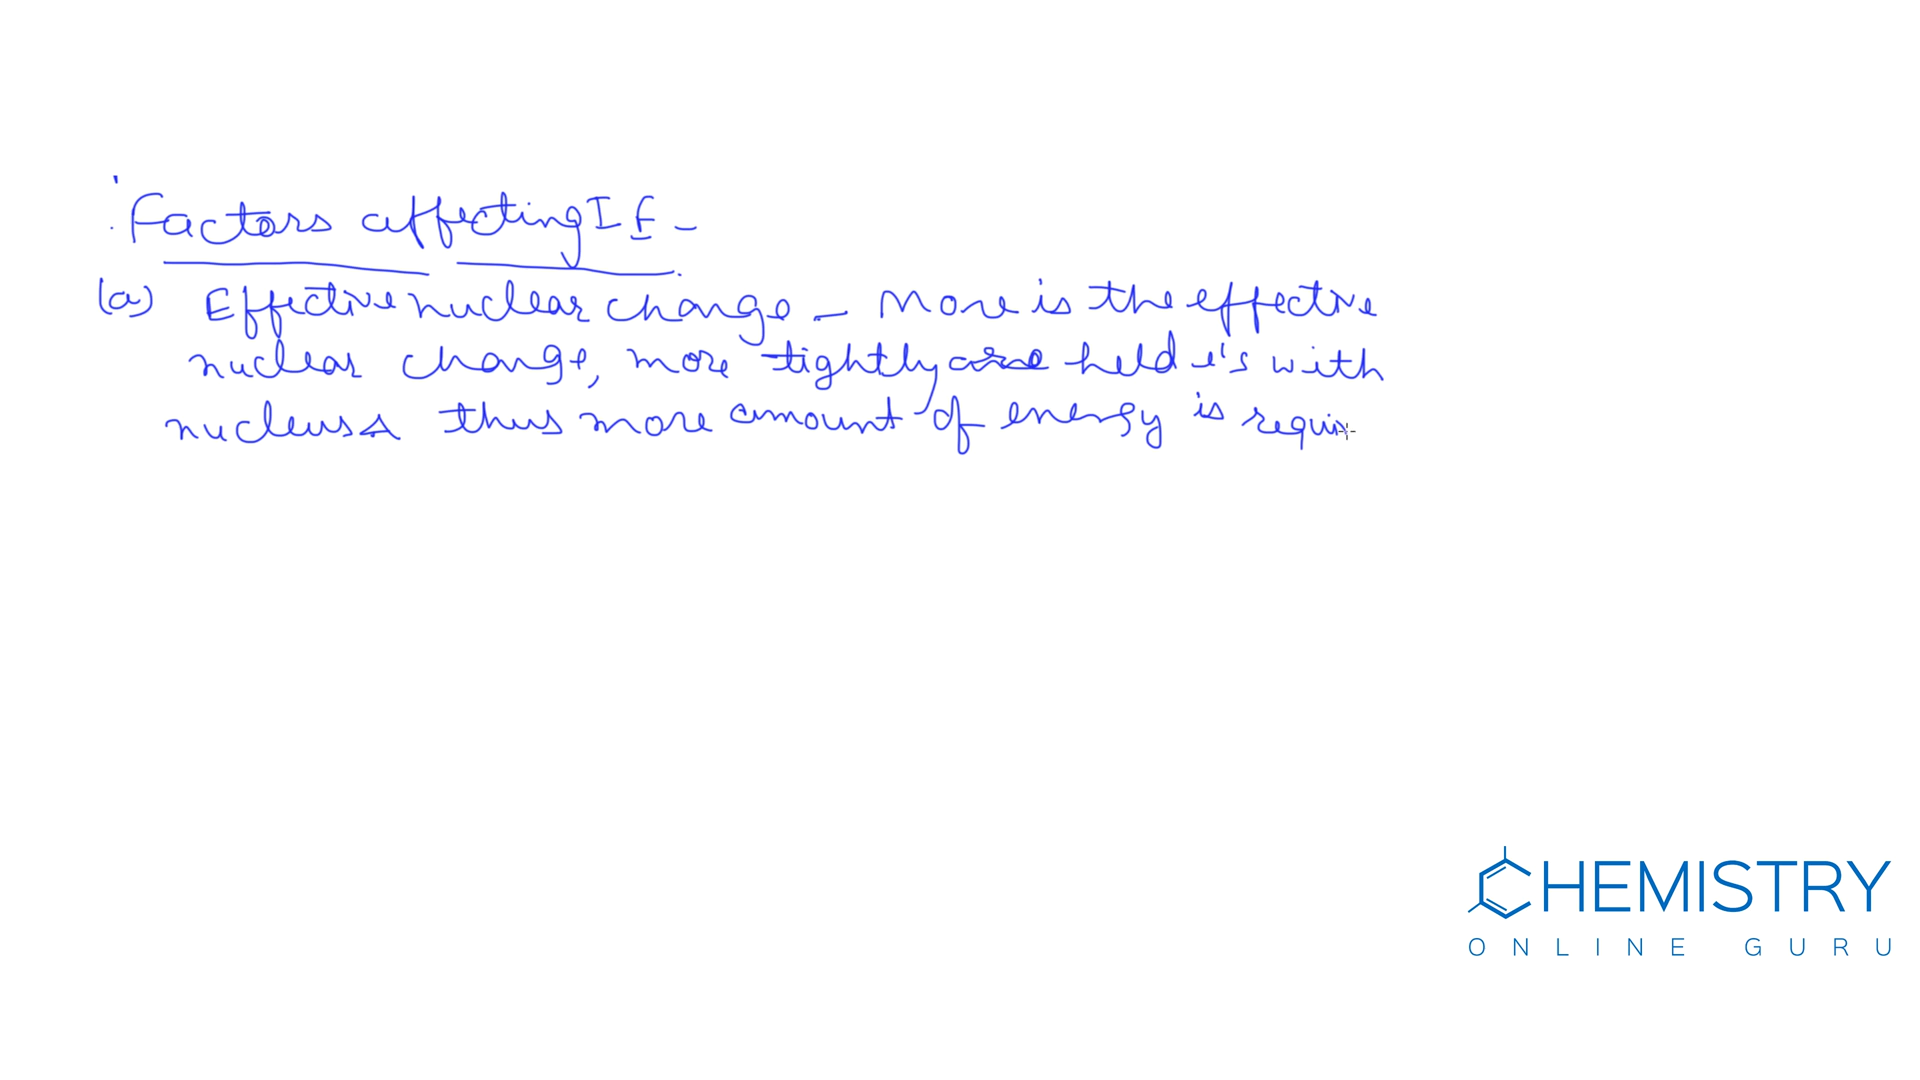 Factors affecting I E -
(a) Effective nuclear charge - More is the effective
nuclear charge, more tightly are held e's with
nucleus & thus more amount of energy is requir
CHEMISTRY
ONLINE GURU